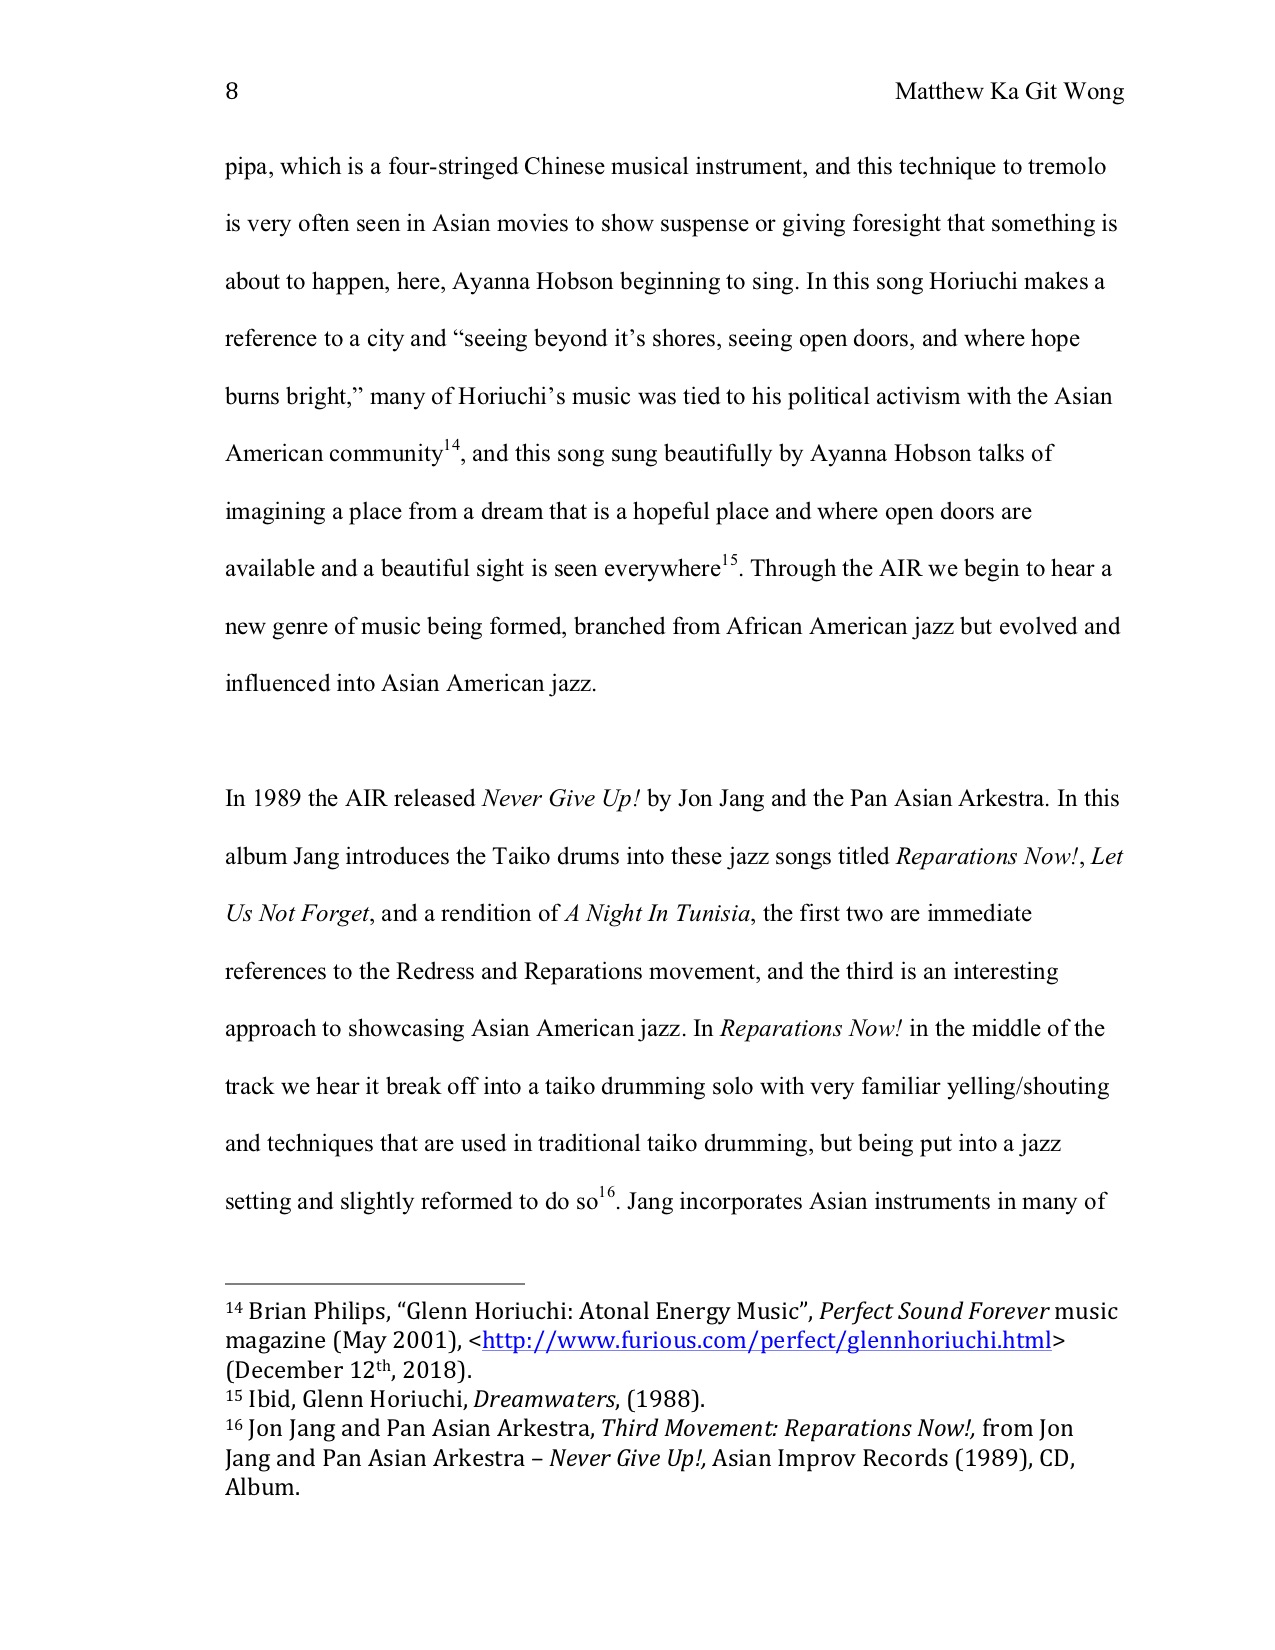 8 Matthew Ka Git Wong
pipa, which is a four-stringed Chinese musical instrument, and this technique to tremolo
is very often seen in Asian movies to show suspense or giving foresight that something is
about to happen, here, Ayanna Hobson beginning to sing. In this song Horiuchi makes a
reference to a city and “seeing beyond it’s shores, seeing open doors, and where hope
burns bright,” many of Horiuchi’s music was tied to his political activism with the Asian
American community14, and this song sung beautifully by Ayanna Hobson talks of
imagining a place from a dream that is a hopeful place and where open doors are
available and a beautiful sight is seen everywhere15. Through the AIR we begin to hear a
new genre of music being formed, branched from African American jazz but evolved and
influenced into Asian American jazz.
In 1989 the AIR released Never Give Up! by Jon Jang and the Pan Asian Arkestra. In this
album Jang introduces the Taiko drums into these jazz songs titled Reparations Now!, Let
Us Not Forget, and a rendition of A Night In Tunisia, the first two are immediate
references to the Redress and Reparations movement, and the third is an interesting
approach to showcasing Asian American jazz. In Reparations Now! in the middle of the
track we hear it break off into a taiko drumming solo with very familiar yelling/shouting
and techniques that are used in traditional taiko drumming, but being put into a jazz
setting and slightly reformed to do so16. Jang incorporates Asian instruments in many of
14 Brian Philips, “Glenn Horiuchi: Atonal Energy Music”, Perfect Sound Forever music
magazine (May 2001), <http://www.furious.com/perfect/glennhoriuchi.html>
(December 12th, 2018).
15 Ibid, Glenn Horiuchi, Dreamwaters, (1988).
16 Jon Jang and Pan Asian Arkestra, Third Movement: Reparations Now!, from Jon
Jang and Pan Asian Arkestra – Never Give Up!, Asian Improv Records (1989), CD,
Album.